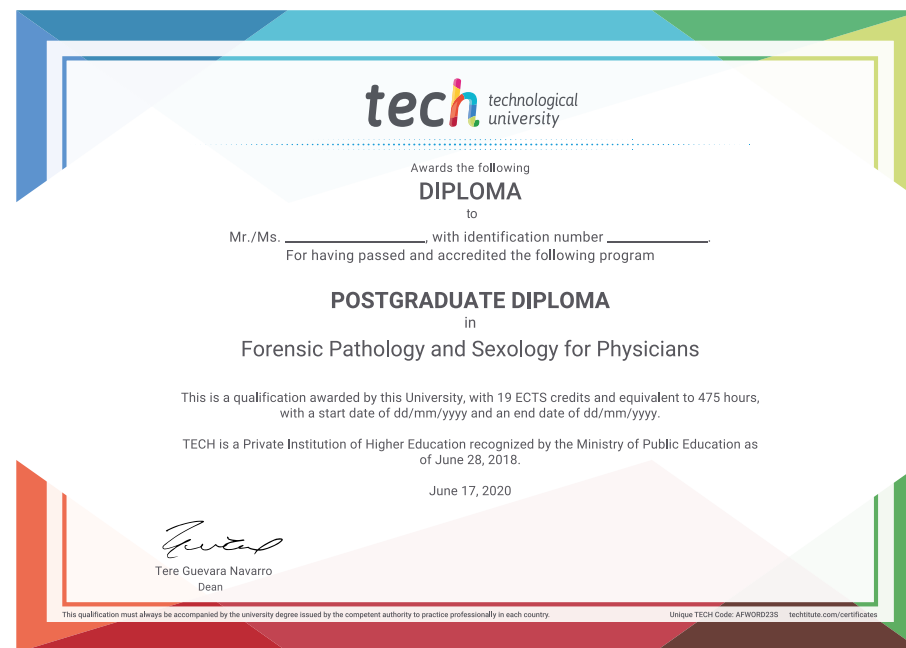 tech technological
university
Awards the following
DIPLOMA
to
Mr./Ms. ____________________, with identification number ______________.
For having passed and accredited the following program
POSTGRADUATE DIPLOMA
in
Forensic Pathology and Sexology for Physicians
This is a qualification awarded by this University, with 19 ECTS credits and equivalent to 475 hours,
with a start date of dd/mm/yyyy and an end date of dd/mm/yyyy.
TECH is a Private Institution of Higher Education recognized by the Ministry of Public Education as
of June 28, 2018.
June 17, 2020
Tere Guevara Navarro
Dean
This qualification must always be accompanied by the university degree issued by the competent authority to practice professionally in each country. Unique TECH Code: AFWORD23S techtitute.com/certificates